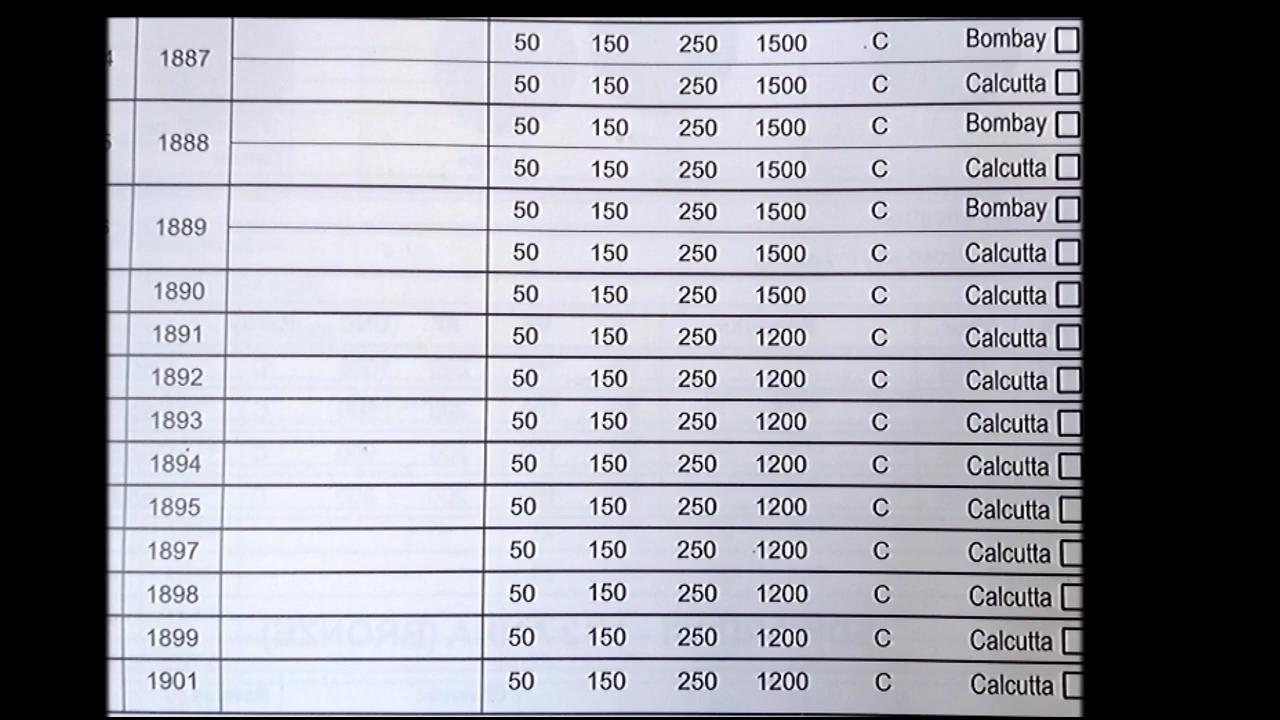 1887 50 150 250 1500 C Bombay
50 150 250 1500 C Calcutta
1888 50 150 250 1500 C Bombay
50 150 250 1500 C Calcutta
1889 50 150 250 1500 C Bombay
50 150 250 1500 C Calcutta
1890 50 150 250 1500 C Calcutta
1891 50 150 250 1200 C Calcutta
1892 50 150 250 1200 C Calcutta
1893 50 150 250 1200 C Calcutta
1894 50 150 250 1200 C Calcutta
1895 50 150 250 1200 C Calcutta
1897 50 150 250 1200 C Calcutta
1898 50 150 250 1200 C Calcutta
1899 50 150 250 1200 C Calcutta
1901 50 150 250 1200 C Calcutta